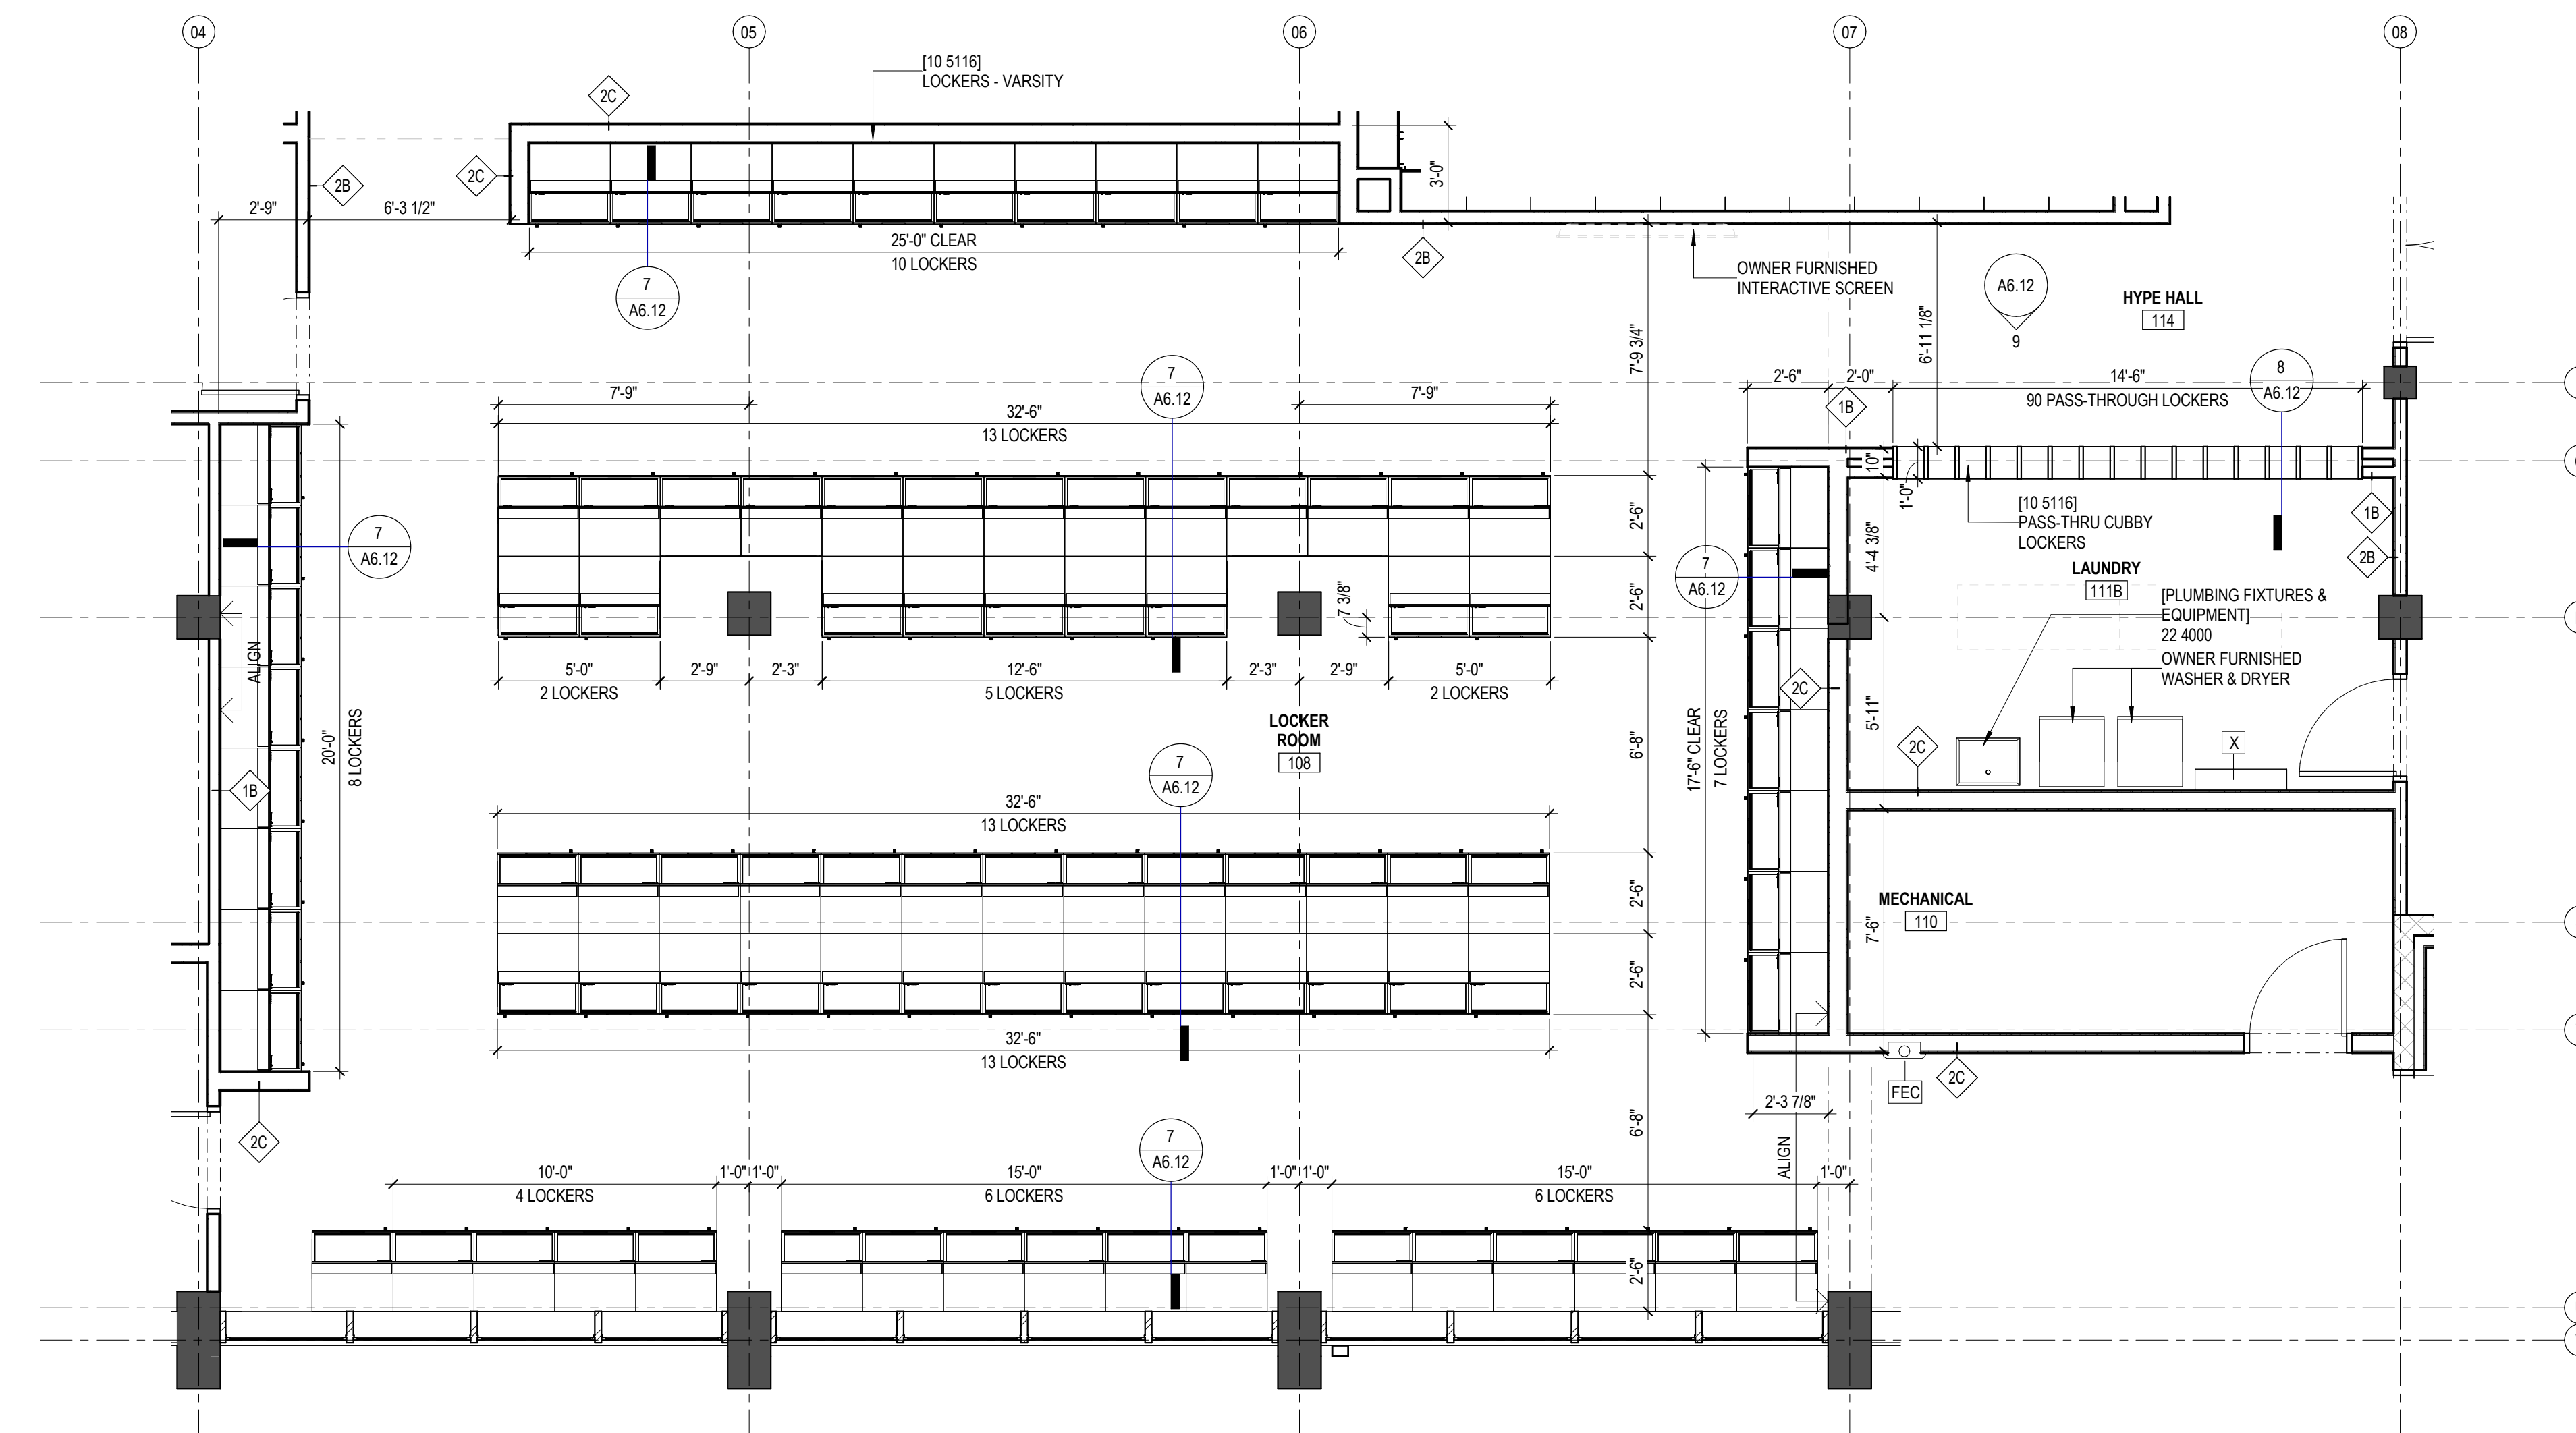 04
05
06
07
08
[10 5116]
LOCKERS - VARSITY
2C
2C
2B
2'-9"
6'-3 1/2"
3'-0"
25'-0" CLEAR
10 LOCKERS
2B
7
A6.12
OWNER FURNISHED
INTERACTIVE SCREEN
A6.12
9
HYPE HALL
114
7'-9 3/4"
6'-11 1/8"
7
A6.12
7'-9"
7'-9"
32'-6"
13 LOCKERS
2'-6"
2'-0"
14'-6"
90 PASS-THROUGH LOCKERS
8
A6.12
1B
10"
1'-0"
[10 5116]
PASS-THRU CUBBY
LOCKERS
1B
2B
7
A6.12
2'-6"
2'-6"
7 3/8"
7
A6.12
4'-4 3/8"
LAUNDRY
111B
[PLUMBING FIXTURES &
EQUIPMENT]
22 4000
OWNER FURNISHED
WASHER & DRYER
ALIGN
5'-0"
2 LOCKERS
2'-9"
2'-3"
12'-6"
5 LOCKERS
2'-3"
2'-9"
5'-0"
2 LOCKERS
2C
5'-11"
2C
X
LOCKER
ROOM
108
20'-0"
8 LOCKERS
1B
6'-8"
17'-6" CLEAR
7 LOCKERS
7
A6.12
32'-6"
13 LOCKERS
2'-6"
2'-6"
MECHANICAL
110
7'-6"
32'-6"
13 LOCKERS
FEC
2C
2C
2'-3 7/8"
6'-8"
ALIGN
7
A6.12
10'-0"
4 LOCKERS
1'-0"
1'-0"
15'-0"
6 LOCKERS
1'-0"
1'-0"
15'-0"
6 LOCKERS
1'-0"
2'-6"